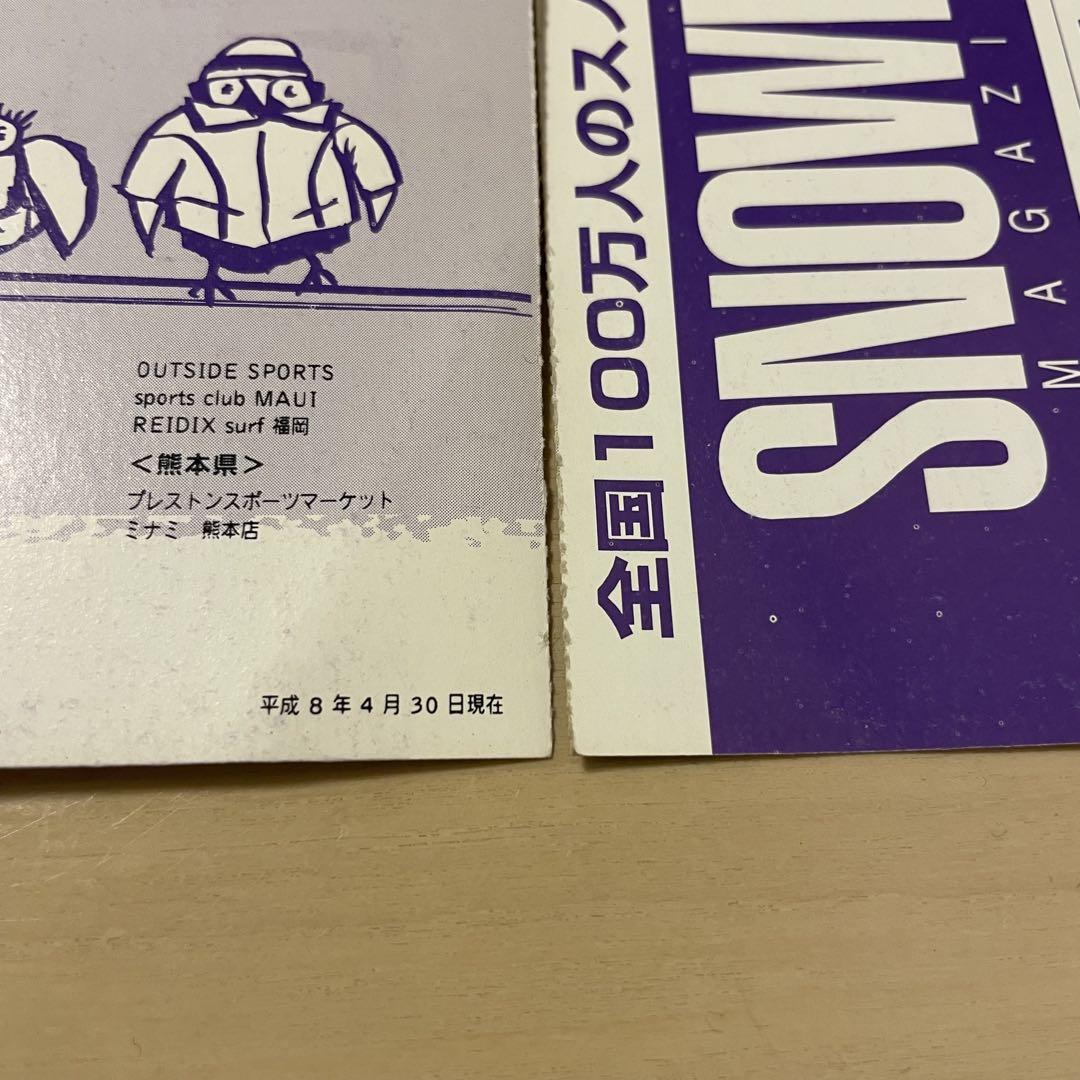 OUTSIDE SPORTS
sports club MAUI
REIDIX surf 福岡
＜熊本県＞
プレストンスポーツマーケット
ミナミ 熊本店
平成 8 年 4 月 30 日現在
全国100万人のス
SNOW
MAGAZI